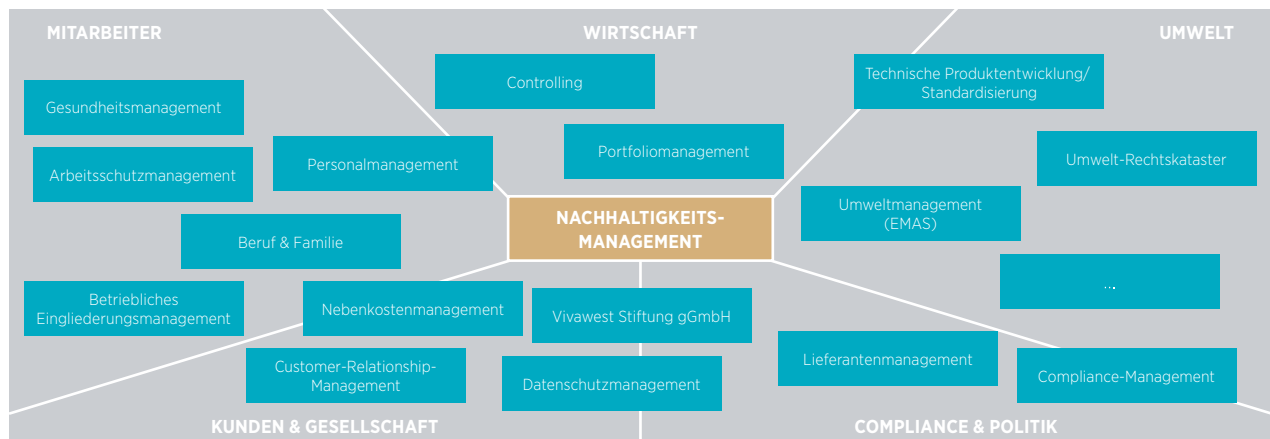 MITARBEITER
WIRTSCHAFT
UMWELT
Controlling
Technische Produktentwicklung/
Standardisierung
Gesundheitsmanagement
Personalmanagement
Portfoliomanagement
Umwelt-Rechtskataster
Arbeitsschutzmanagement
NACHHALTIGKEITS-
MANAGEMENT
Umweltmanagement
(EMAS)
Beruf & Familie
...
Betriebliches
Eingliederungsmanagement
Nebenkostenmanagement
Vivawest Stiftung gGmbH
Customer-Relationship-
Management
Datenschutzmanagement
Lieferantenmanagement
Compliance-Management
KUNDEN & GESELLSCHAFT
COMPLIANCE & POLITIK